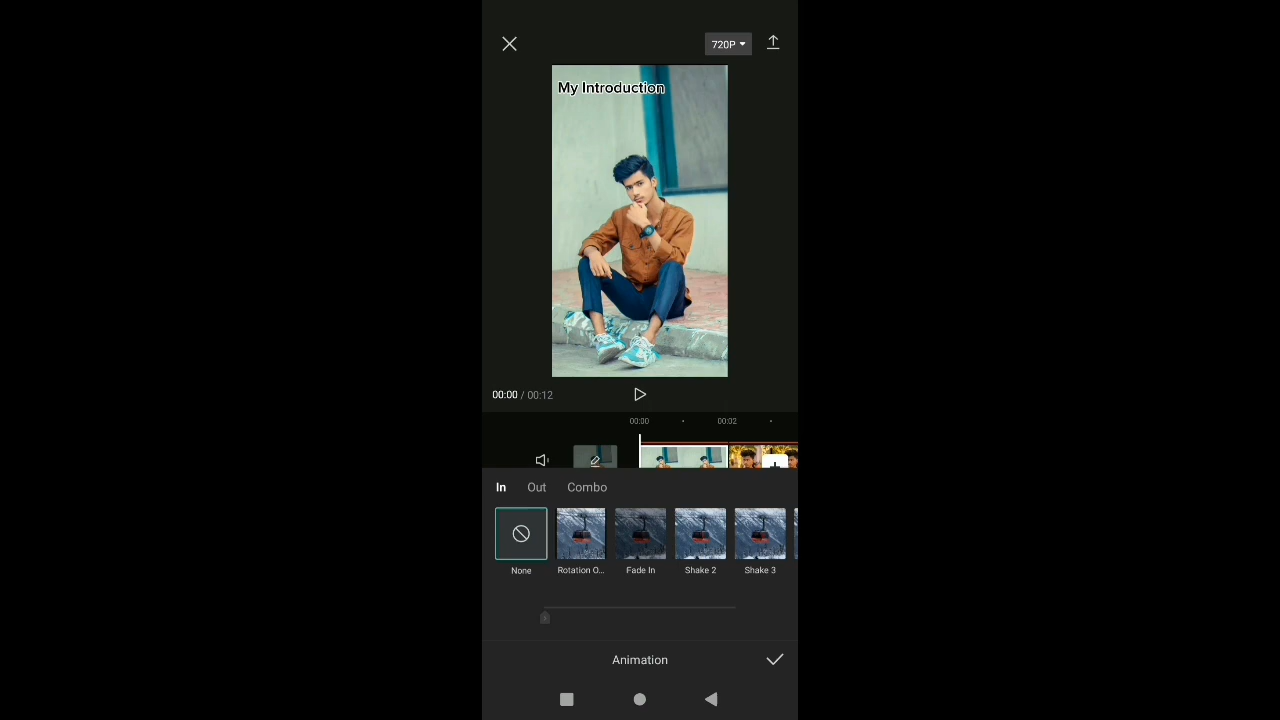 720P
My Introduction
00:00 / 00:12
00:00
00:02
In
Out
Combo
None
Rotation O...
Fade In
Shake 2
Shake 3
Animation